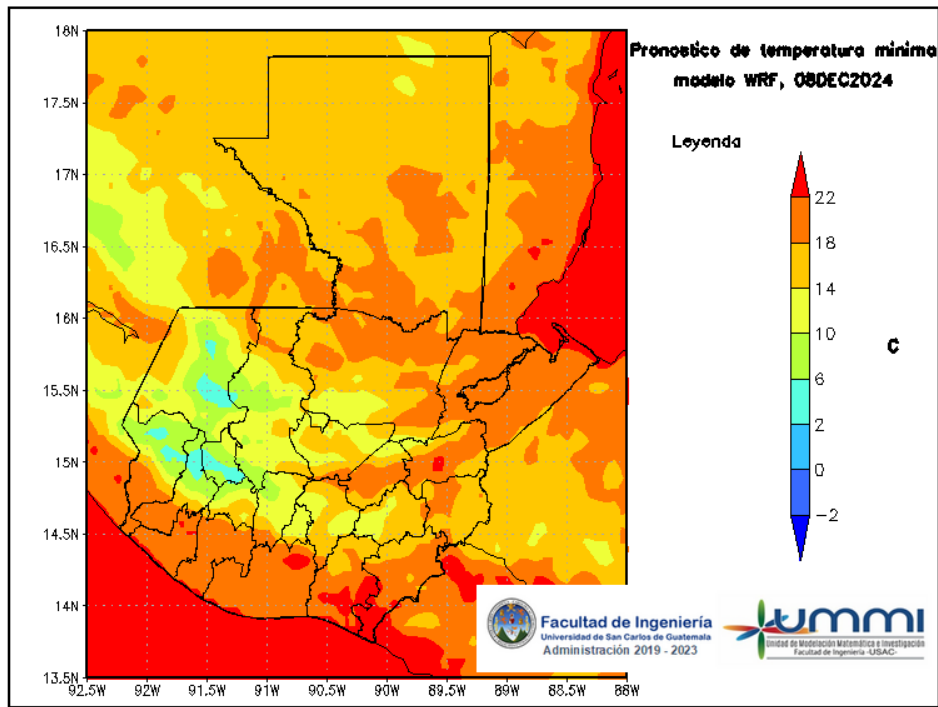 Pronostico de temperatura minima
modelo WRF, 08DEC2024
Leyenda
22
18
14
10
6
2
0
−2
C
18N
17.5N
17N
16.5N
16N
15.5N
15N
14.5N
14N
13.5N
92.5W
92W
91.5W
91W
90.5W
90W
89.5W
89W
88.5W
88W
Facultad de Ingeniería
Universidad de San Carlos de Guatemala
Administración 2019 - 2023
UMMI
Unidad de Modelación Matemática e Investigación
Facultad de Ingeniería -USAC-